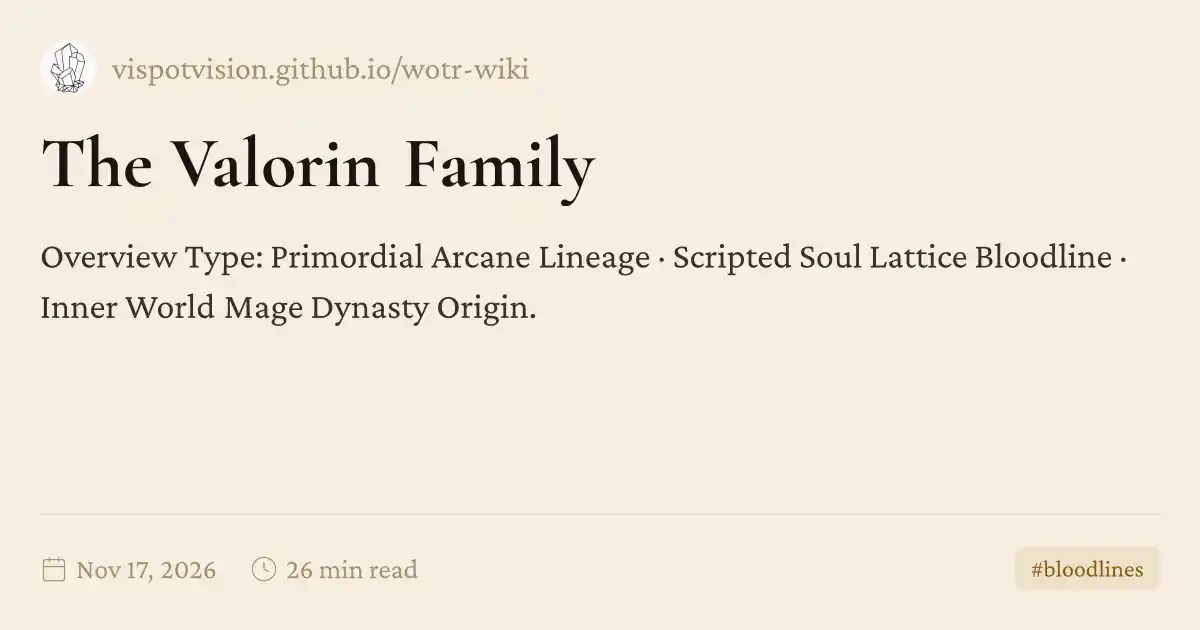 vispotvision.github.io/wotr-wiki
The Valorin Family
Overview Type: Primordial Arcane Lineage · Scripted Soul Lattice Bloodline ·
Inner World Mage Dynasty Origin.
Nov 17, 2026
26 min read
#bloodlines